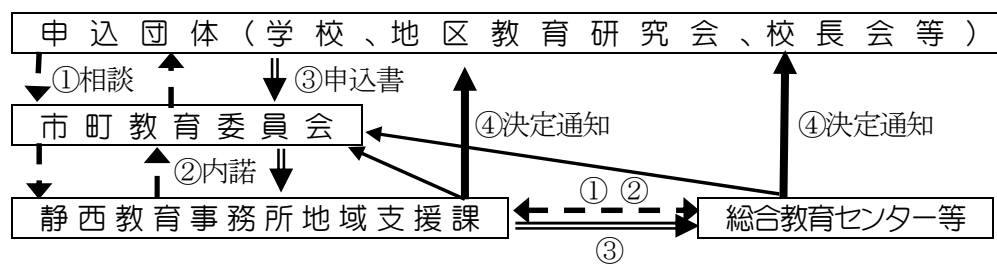 申込団体(学校、地区教育研究会、校長会等)
①相談
③申込書
市町教育委員会
④決定通知
④決定通知
②内諾
① ②
静西教育事務所地域支援課
総合教育センター等
③